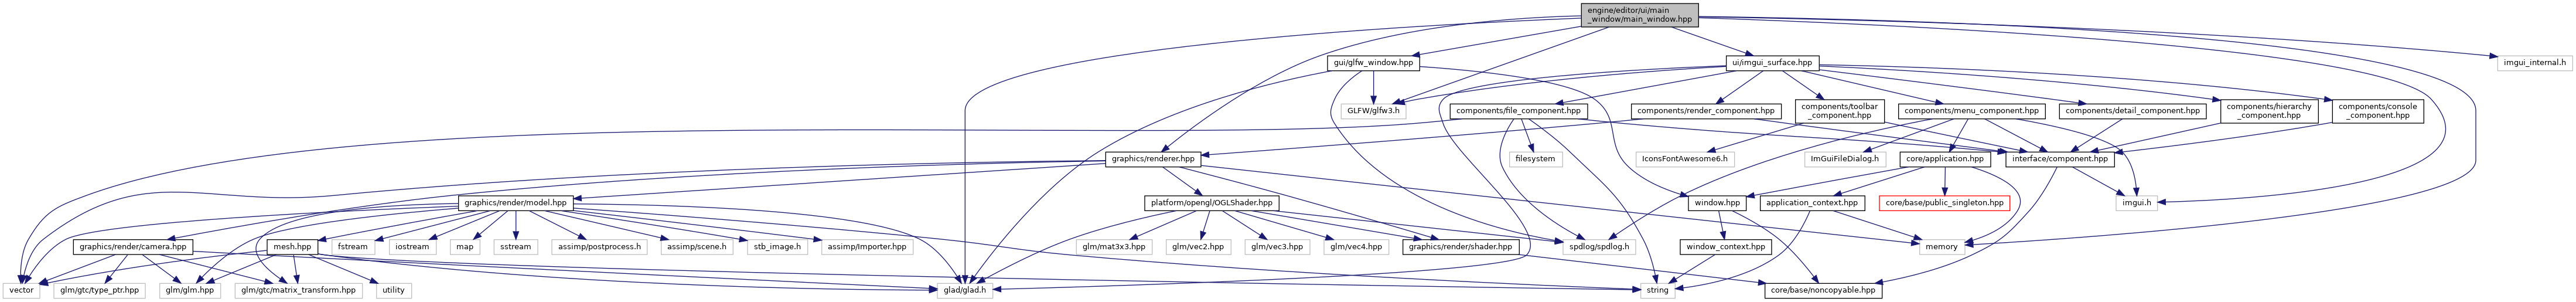 engine/editor/ui/main
_window/main_window.hpp
gui/glfw_window.hpp
ui/imgui_surface.hpp
imgui_internal.h
GLFW/glfw3.h
components/file_component.hpp
components/render_component.hpp
components/toolbar
_component.hpp
components/menu_component.hpp
components/detail_component.hpp
components/hierarchy
_component.hpp
components/console
_component.hpp
graphics/renderer.hpp
filesystem
IconsFontAwesome6.h
ImGuiFileDialog.h
core/application.hpp
interface/component.hpp
graphics/render/model.hpp
platform/opengl/OGLShader.hpp
window.hpp
application_context.hpp
core/base/public_singleton.hpp
imgui.h
graphics/render/camera.hpp
mesh.hpp
fstream
iostream
map
sstream
assimp/postprocess.h
assimp/scene.h
stb_image.h
assimp/Importer.hpp
glm/mat3x3.hpp
glm/vec2.hpp
glm/vec3.hpp
glm/vec4.hpp
graphics/render/shader.hpp
spdlog/spdlog.h
window_context.hpp
memory
vector
glm/gtc/type_ptr.hpp
glm/glm.hpp
glm/gtc/matrix_transform.hpp
utility
glad/glad.h
string
core/base/noncopyable.hpp